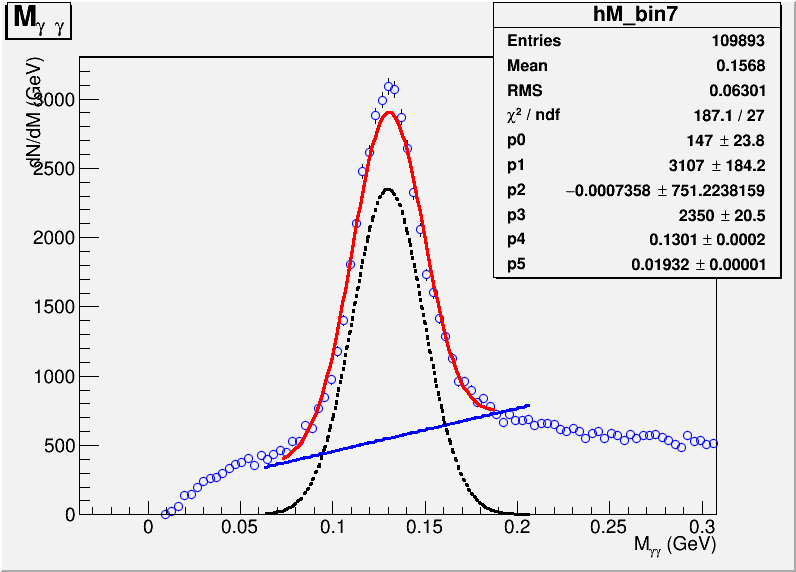 Mγ γ
hM_bin7
Entries 109893
Mean 0.1568
RMS 0.06301
χ² / ndf 187.1 / 27
p0 147 ± 23.8
p1 3107 ± 184.2
p2 −0.0007358 ± 751.2238159
p3 2350 ± 20.5
p4 0.1301 ± 0.0002
p5 0.01932 ± 0.00001
dN/dM (GeV)
3000
2500
2000
1500
1000
500
0
0 0.05 0.1 0.15 0.2 0.25 0.3
Mγγ (GeV)